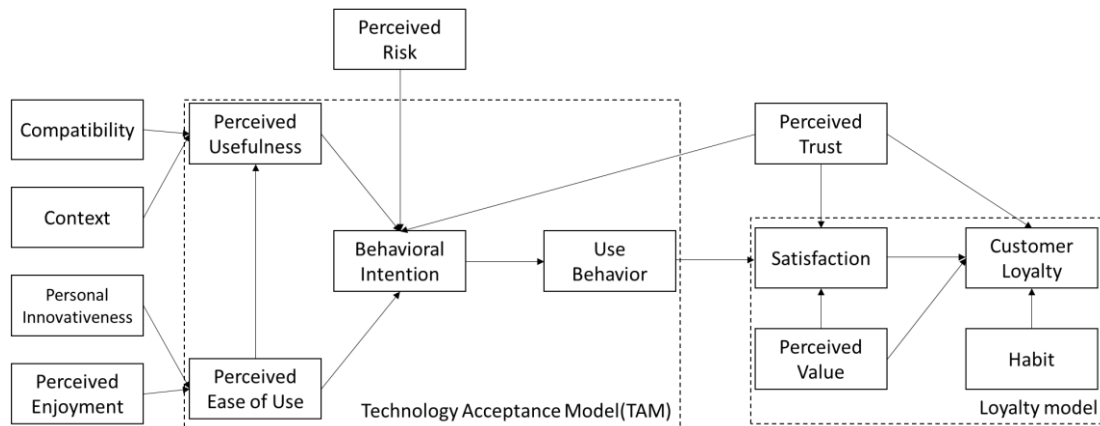 Perceived
Risk
Compatibility
Perceived
Usefulness
Perceived
Trust
Context
Behavioral
Intention
Use
Behavior
Satisfaction
Customer
Loyalty
Personal
Innovativeness
Perceived
Enjoyment
Perceived
Ease of Use
Perceived
Value
Habit
Technology Acceptance Model(TAM)
Loyalty model